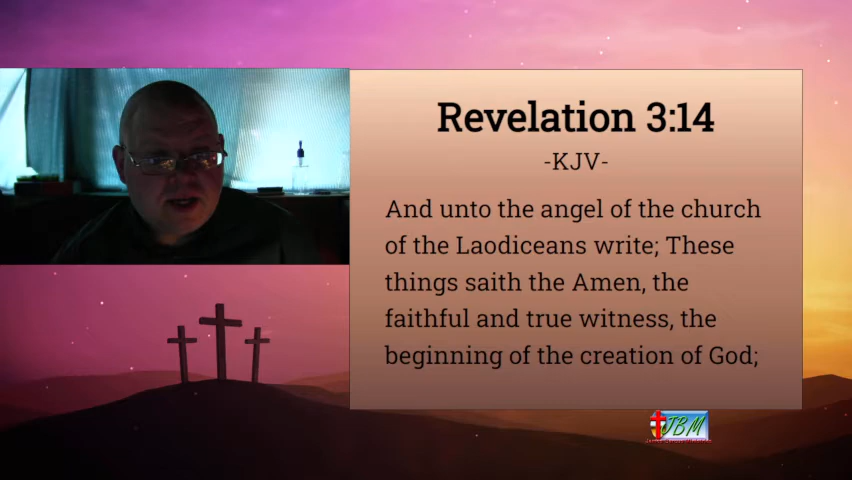 Revelation 3:14
-KJV-
And unto the angel of the church
of the Laodiceans write; These
things saith the Amen, the
faithful and true witness, the
beginning of the creation of God;
JBM